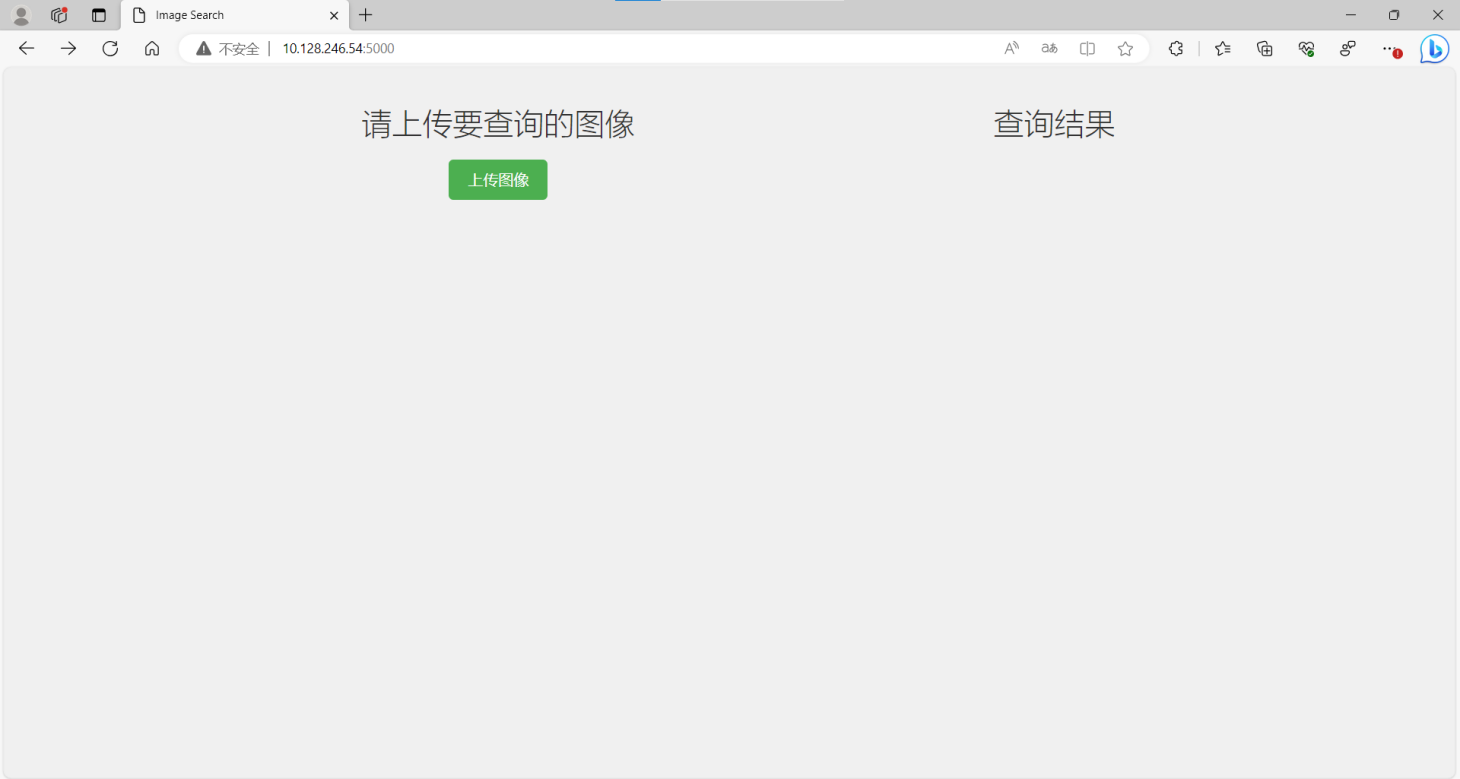 Image Search
不安全
10.128.246.54:5000
请上传要查询的图像
查询结果
上传图像